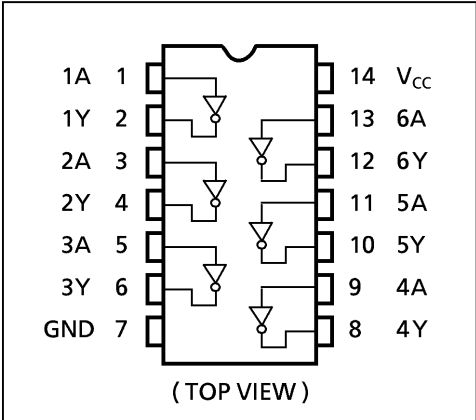 1A 1 14 VCC
1Y 2 13 6A
2A 3 12 6Y
2Y 4 11 5A
3A 5 10 5Y
3Y 6 9 4A
GND 7 8 4Y
( TOP VIEW )